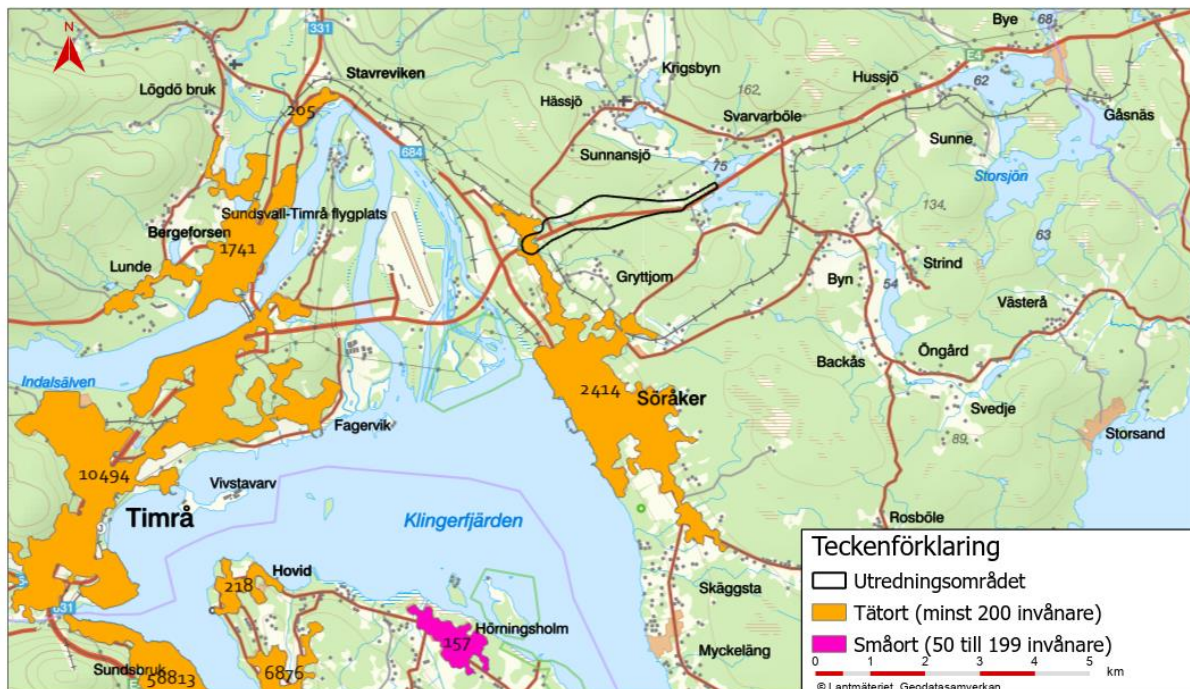 N
331
Bye
68
E4
Stavreviken
Krigsbyn
Hussjö
62
Lögdö bruk
205
Hässjö
162,
Svarvarböle
Gåsnäs
Sunne
684
Sunnansjö
75
Storsjön
Sundsvall-Timrå flygplats
134,
Bergeforsen
1741
63
Lunde
Gryttjom
Byn
Strind
54
Västerå
Backås
Öngård
Indalsälven
2414
Söråker
Svedje
Storsand
Fagervik
89,
10494
Vivstavarv
Timrå
Klingerfjärden
Rosböle
Teckenförklaring
Utredningsområdet
Tätort (minst 200 invånare)
Småort (50 till 199 invånare)
0 1 2 3 4 5
km
© Lantmäteriet, Geodatasamverkan
218
Hovid
Skäggsta
631
157
Hörningsholm
Myckeläng
Sundsbruk
58813
6876